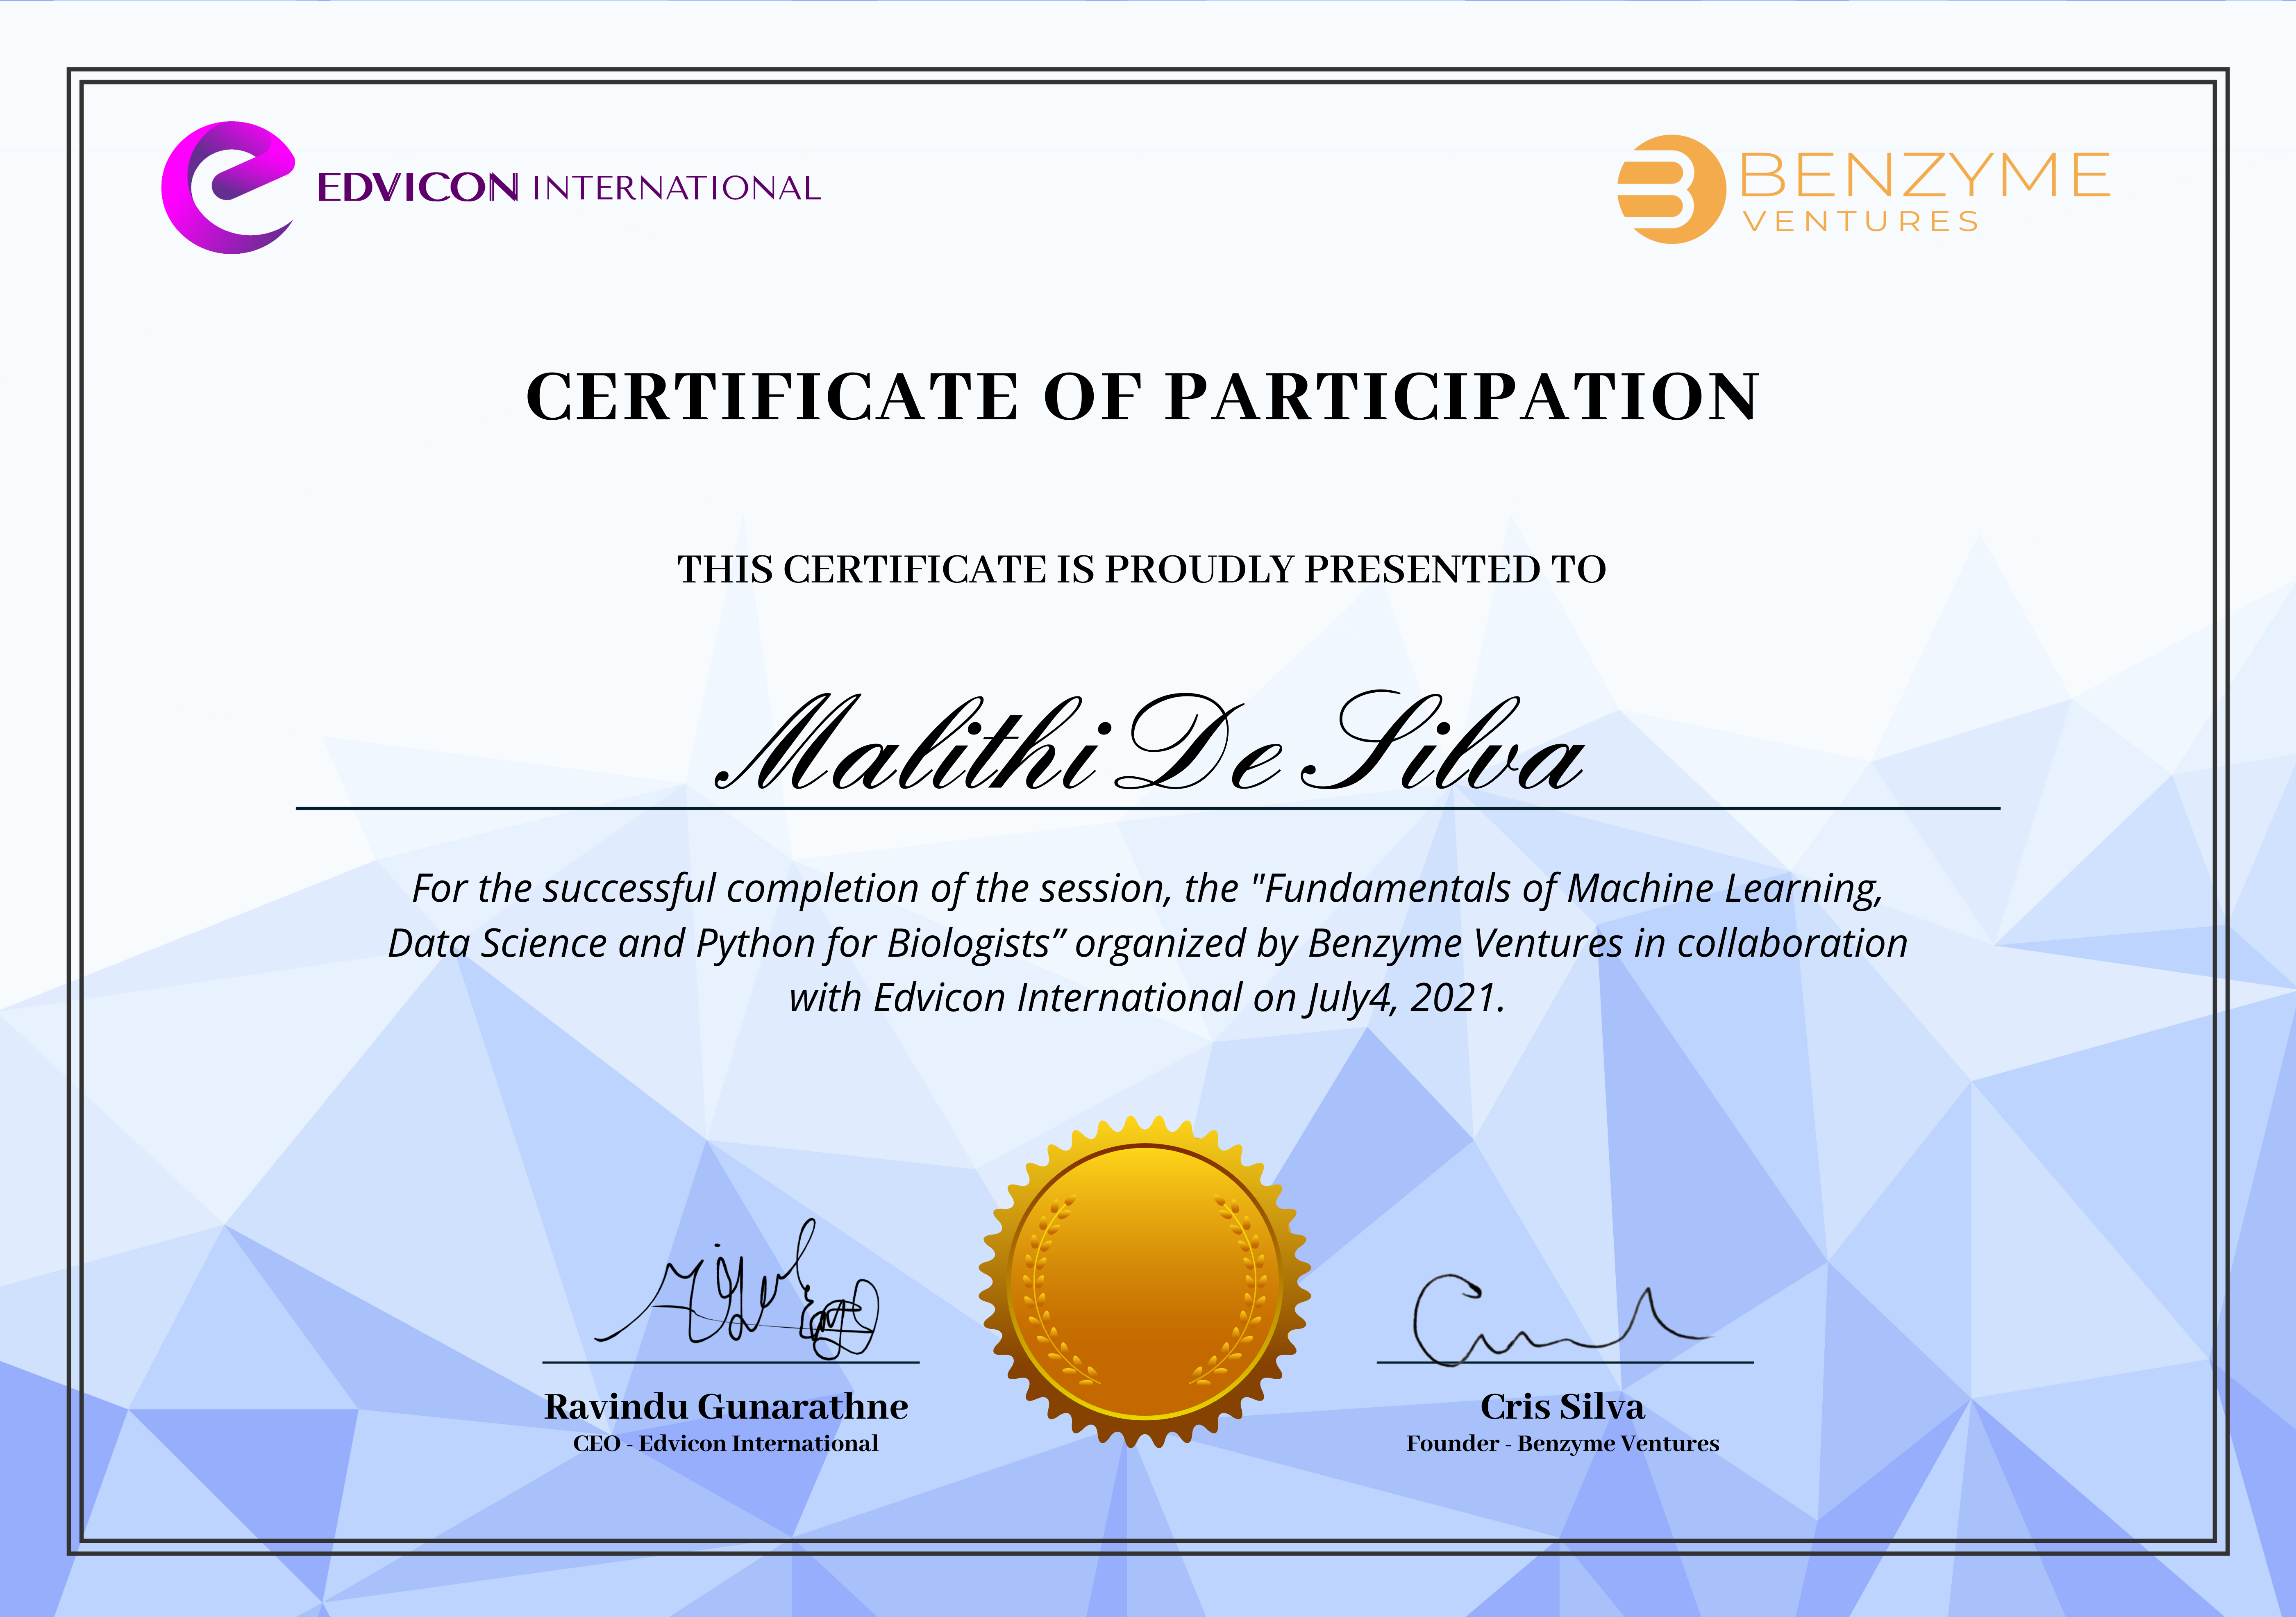 EDVICON INTERNATIONAL
BENZYME
VENTURES
CERTIFICATE OF PARTICIPATION
THIS CERTIFICATE IS PROUDLY PRESENTED TO
Malithi De Silva
For the successful completion of the session, the "Fundamentals of Machine Learning,
Data Science and Python for Biologists” organized by Benzyme Ventures in collaboration
with Edvicon International on July4, 2021.
Ravindu Gunarathne
CEO - Edvicon International
Cris Silva
Founder - Benzyme Ventures